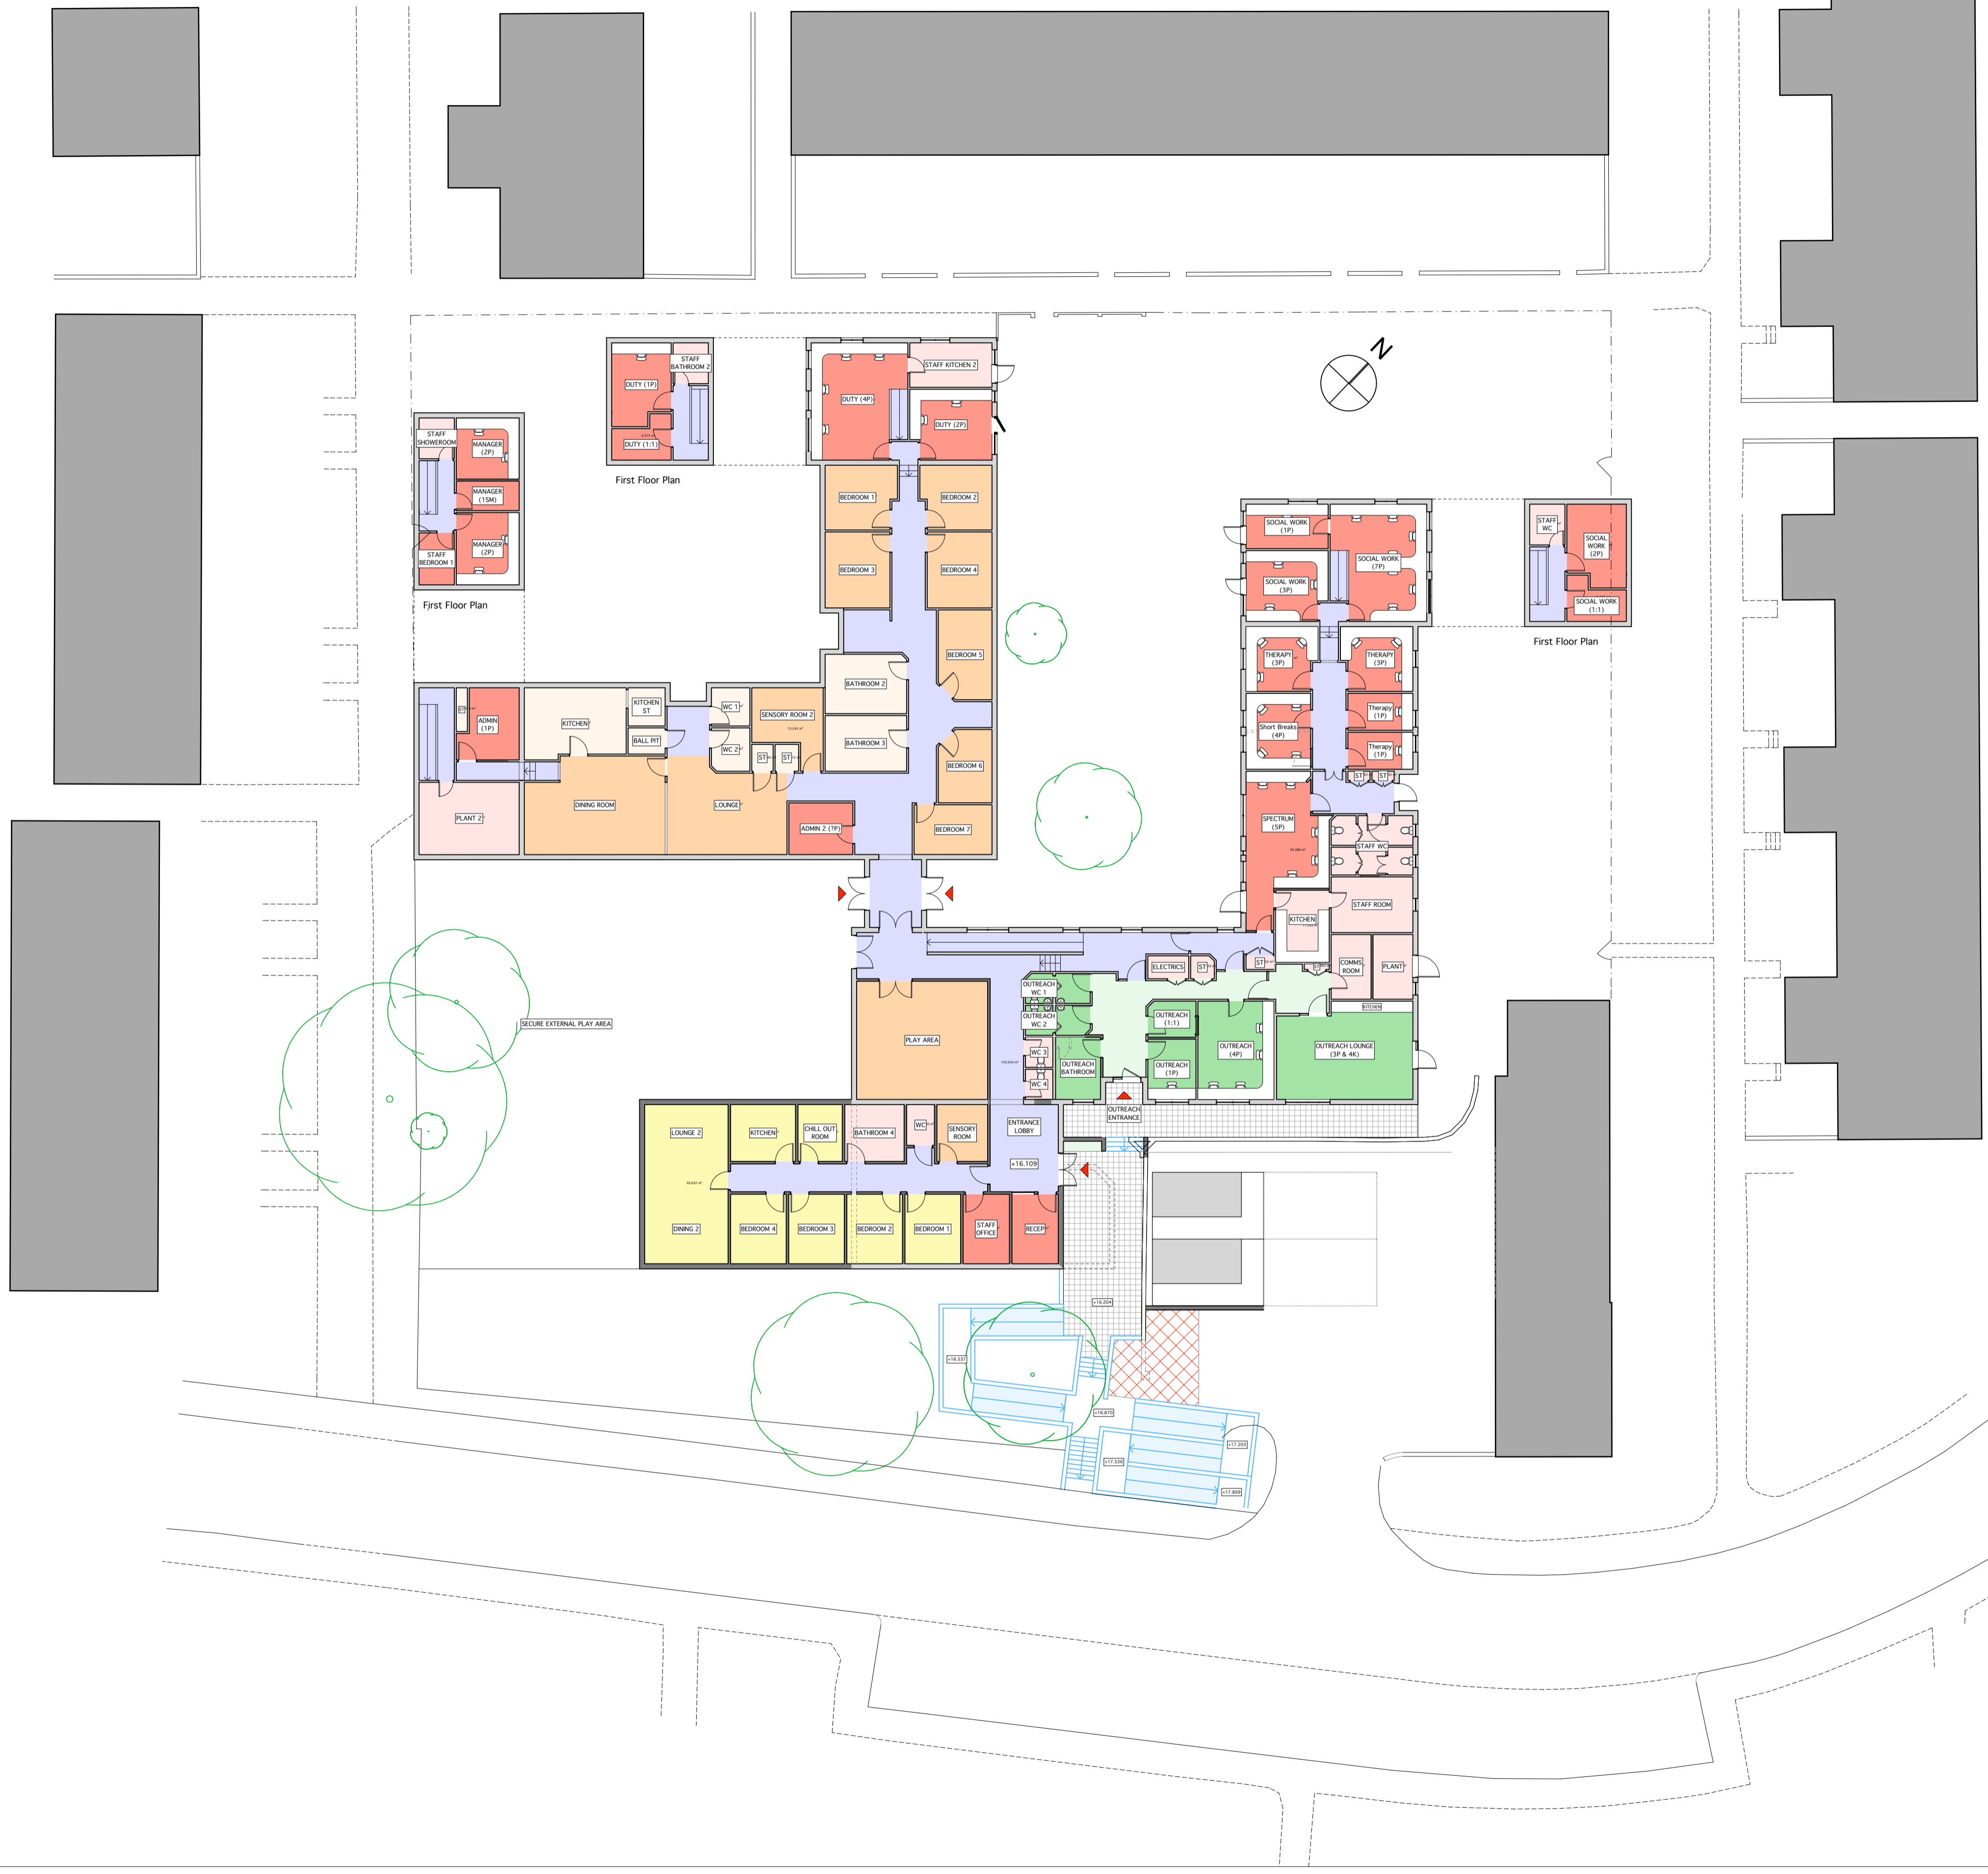 N
STAFF
BATHROOM 2
DUTY (1P)
DUTY (1:1)
First Floor Plan
STAFF KITCHEN 2
DUTY (4P)
DUTY (2P)
STAFF
SHOWEROOM
MANAGER
(2P)
MANAGER
(1SM)
MANAGER
(2P)
STAFF
BEDROOM 1
First Floor Plan
BEDROOM 1
BEDROOM 2
BEDROOM 3
BEDROOM 4
BEDROOM 5
BATHROOM 2
BATHROOM 3
BEDROOM 6
BEDROOM 7
SOCIAL WORK
(1P)
SOCIAL WORK
(7P)
SOCIAL WORK
(3P)
STAFF
WC
SOCIAL
WORK
(2P)
SOCIAL WORK
(1:1)
First Floor Plan
THERAPY
(3P)
THERAPY
(3P)
Short Breaks
(4P)
Therapy
(1P)
Therapy
(1P)
ST
ST
ST
ADMIN
(1P)
KITCHEN
KITCHEN
ST
BALL PIT
WC 1
WC 2
SENSORY ROOM 2
13,242 m²
ST
ST
PLANT 2
DINING ROOM
LOUNGE
ADMIN 2 (?P)
SPECTRUM
(5P)
STAFF WC
STAFF ROOM
KITCHEN
COMMS
ROOM
PLANT
ELECTRICS
ST
ST
KITCHEN
OUTREACH
WC 1
OUTREACH
WC 2
OUTREACH
(1:1)
OUTREACH
(4P)
OUTREACH LOUNGE
(3P & 4K)
OUTREACH
(1P)
OUTREACH
BATHROOM
WC 3
WC 4
SECURE EXTERNAL PLAY AREA
PLAY AREA
OUTREACH
ENTRANCE
LOUNGE 2
KITCHEN
CHILL OUT
ROOM
BATHROOM 4
WC
SENSORY
ROOM
ENTRANCE
LOBBY
+16.109
DINING 2
BEDROOM 4
BEDROOM 3
BEDROOM 2
BEDROOM 1
STAFF
OFFICE
RECEP
+16.204
+16.537
+16.870
+17.203
+17.536
+17.869